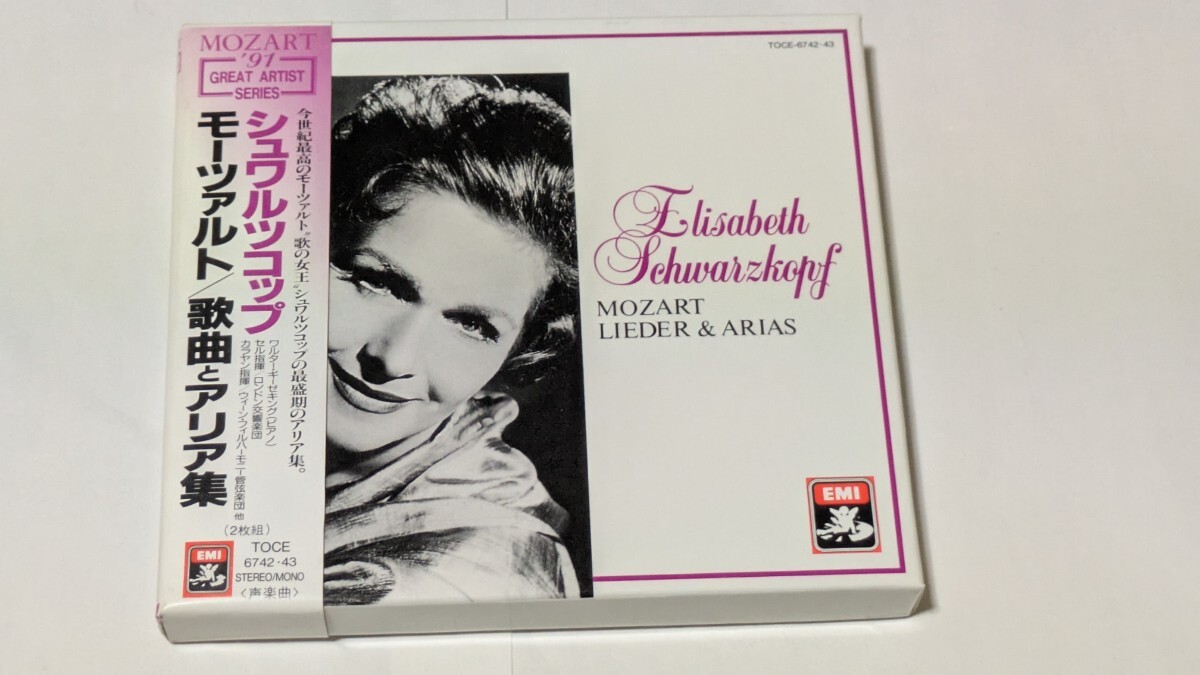 MOZART
'91
GREAT ARTIST
SERIES
今世紀最高のモーツァルト“歌の女王”シュワルツコップの最盛期のアリア集。
シュワルツコップ
モーツァルト/歌曲とアリア集
ワルター・ギーゼキング(ピアノ)
セル指揮/ロンドン交響楽団
カラヤン指揮/ウィーン・フィルハーモニー管弦楽団 他
(2枚組)
EMI
TOCE
6742・43
STEREO/MONO
〈声楽曲〉
TOCE-6742・43
Elisabeth
Schwarzkopf
MOZART
LIEDER & ARIAS
EMI